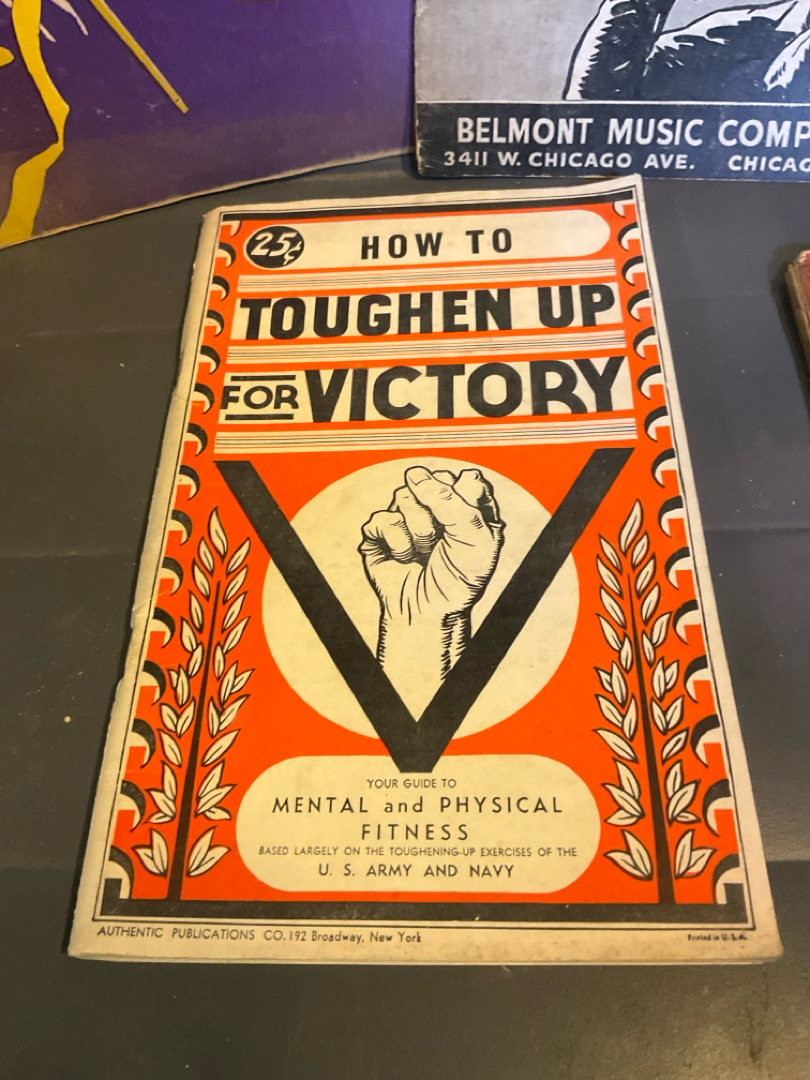 BELMONT MUSIC COMP
3411 W. CHICAGO AVE. CHICAG
25¢
HOW TO
TOUGHEN UP
FOR VICTORY
V
YOUR GUIDE TO
MENTAL and PHYSICAL
FITNESS
BASED LARGELY ON THE TOUGHENING-UP EXERCISES OF THE
U. S. ARMY AND NAVY
AUTHENTIC PUBLICATIONS CO. 192 Broadway, New York
Printed in U. S. A.